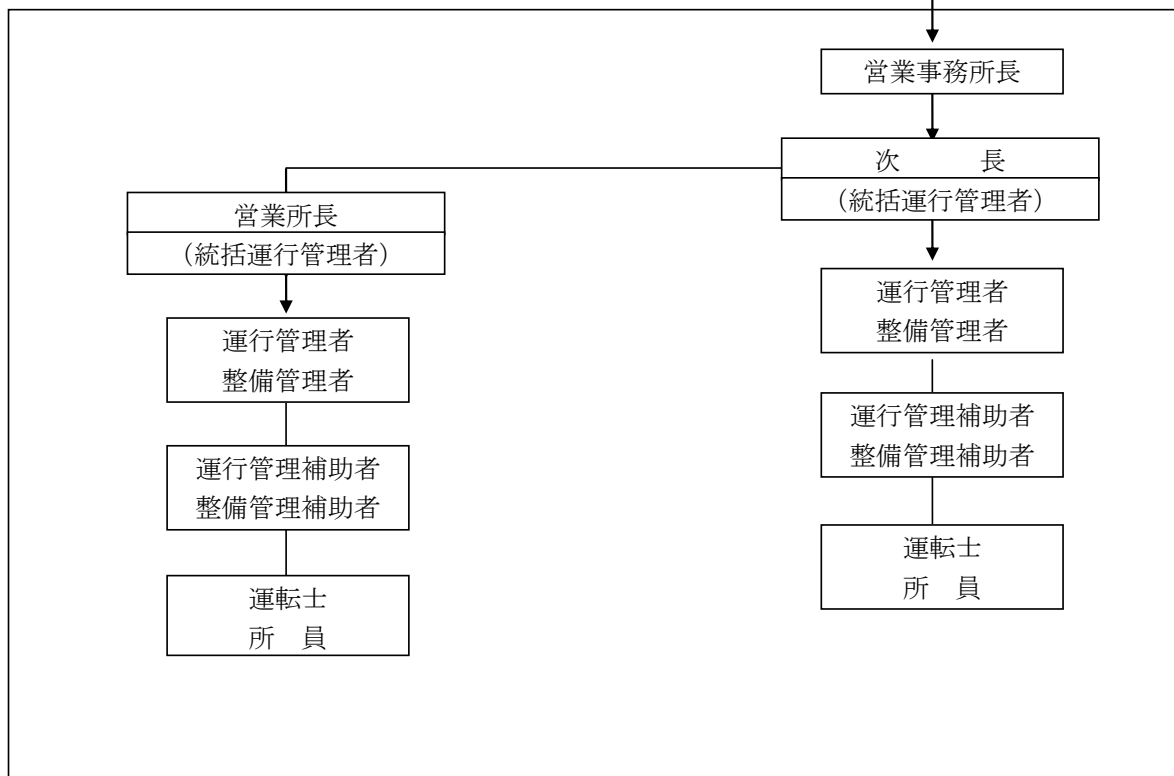 営業事務所長
次　　　長
（統括運行管理者）
営業所長
（統括運行管理者）
運行管理者
整備管理者
運行管理者
整備管理者
運行管理補助者
整備管理補助者
運行管理補助者
整備管理補助者
運転士
所　員
運転士
所　員